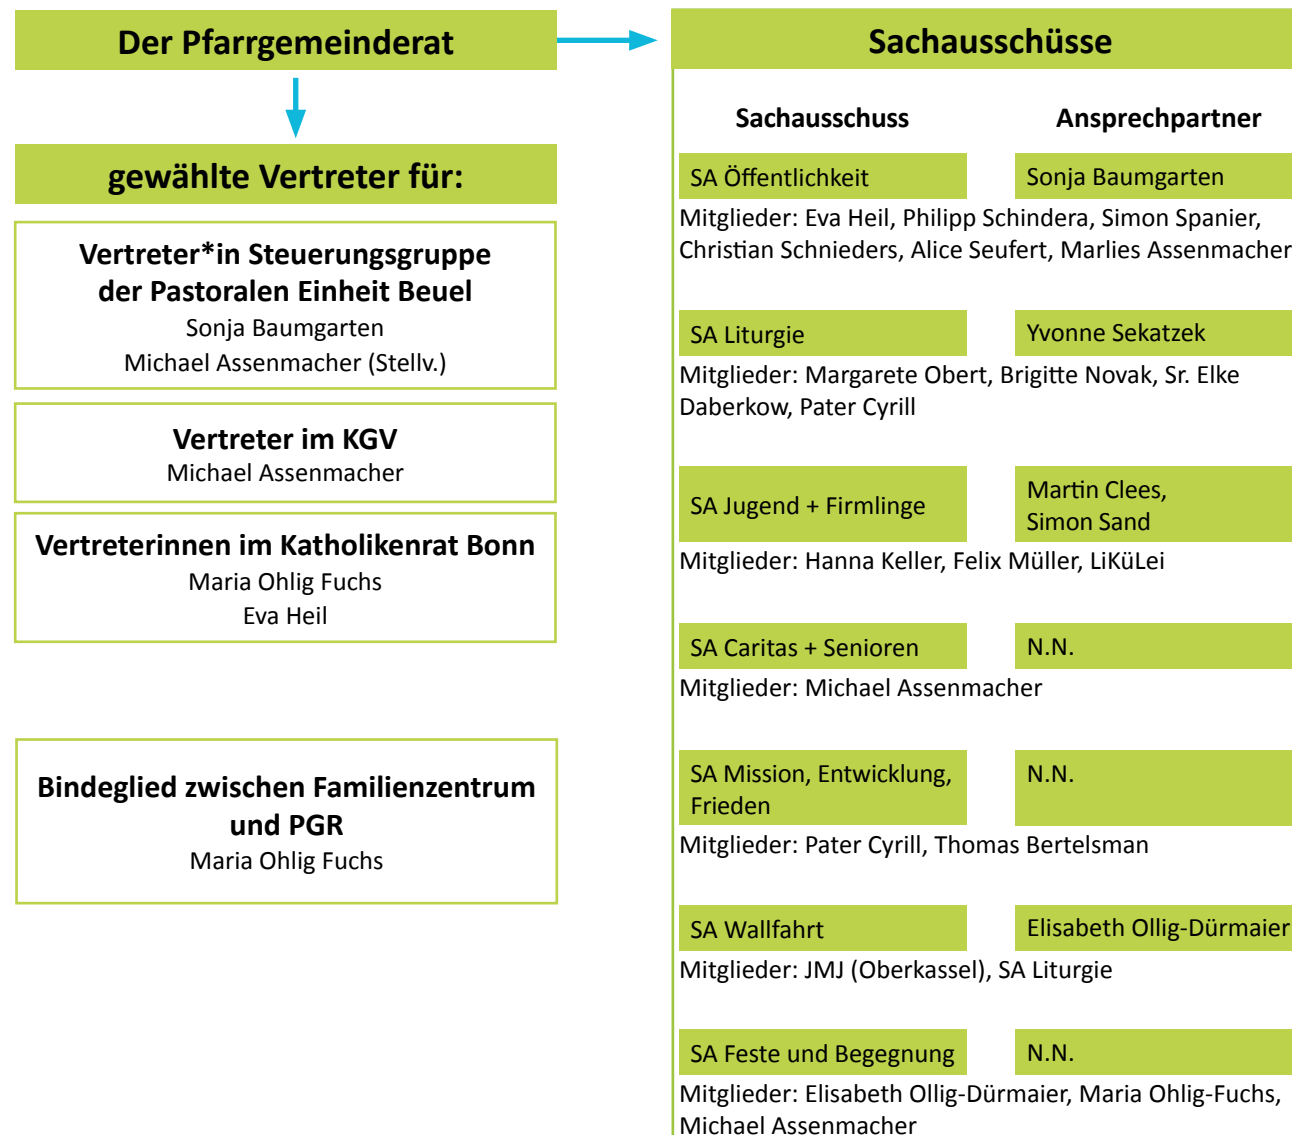 Der Pfarrgemeinderat
gewählte Vertreter für:
Vertreter*in Steuerungsgruppe
der Pastoralen Einheit Beuel
Sonja Baumgarten
Michael Assenmacher (Stellv.)
Vertreter im KGV
Michael Assenmacher
Vertreterinnen im Katholikenrat Bonn
Maria Ohlig Fuchs
Eva Heil
Bindeglied zwischen Familienzentrum
und PGR
Maria Ohlig Fuchs
Sachausschüsse
Sachausschuss Ansprechpartner
SA Öffentlichkeit Sonja Baumgarten
Mitglieder: Eva Heil, Philipp Schindera, Simon Spanier,
Christian Schnieders, Alice Seufert, Marlies Assenmacher
SA Liturgie Yvonne Sekatzek
Mitglieder: Margarete Obert, Brigitte Novak, Sr. Elke
Daberkow, Pater Cyrill
SA Jugend + Firmlinge
Martin Clees,
Simon Sand
Mitglieder: Hanna Keller, Felix Müller, LiKüLei
SA Caritas + Senioren N.N.
Mitglieder: Michael Assenmacher
SA Mission, Entwicklung, N.N.
Frieden
Mitglieder: Pater Cyrill, Thomas Bertelsman
SA Wallfahrt Elisabeth Ollig-Dürmaier
Mitglieder: JMJ (Oberkassel), SA Liturgie
SA Feste und Begegnung N.N.
Mitglieder: Elisabeth Ollig-Dürmaier, Maria Ohlig-Fuchs,
Michael Assenmacher